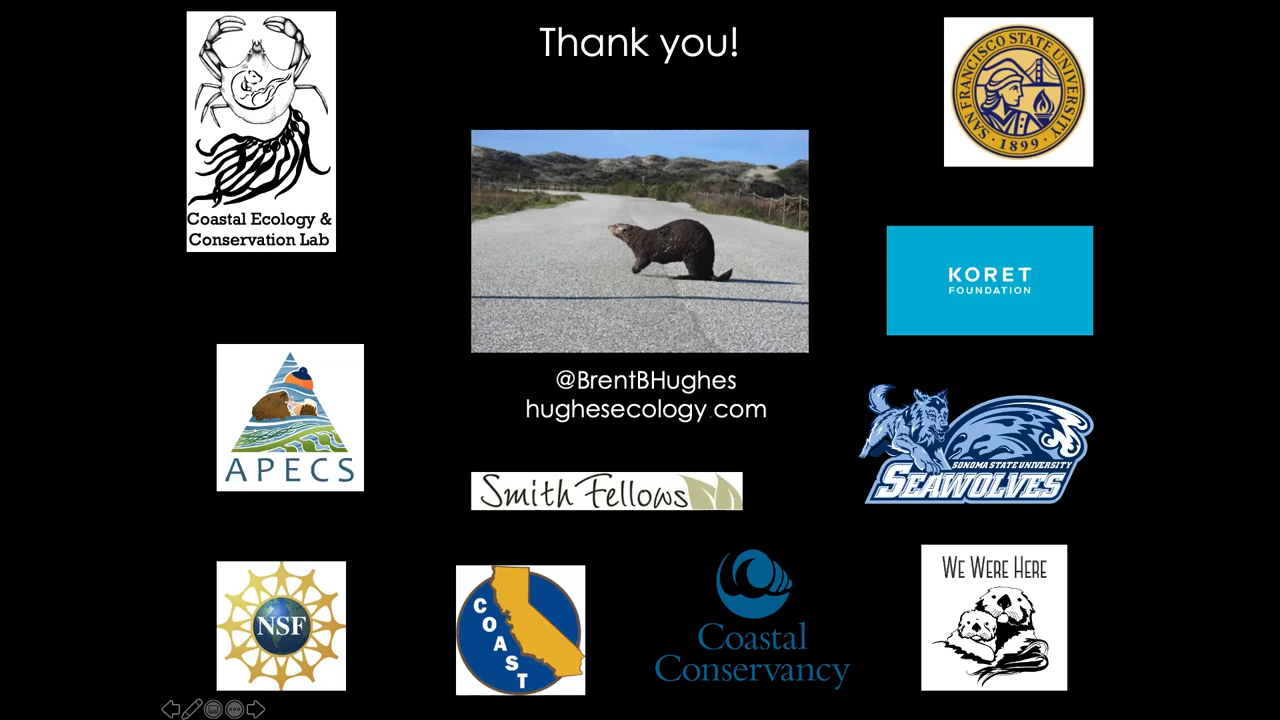 Thank you!
Coastal Ecology &
Conservation Lab
SAN FRANCISCO STATE UNIVERSITY
· 1899 ·
KORET
FOUNDATION
@BrentBHughes
hughesecology.com
APECS
Smith Fellows
SONOMA STATE UNIVERSITY
SEAWOLVES
NSF
COAST
Coastal
Conservancy
WE WERE HERE